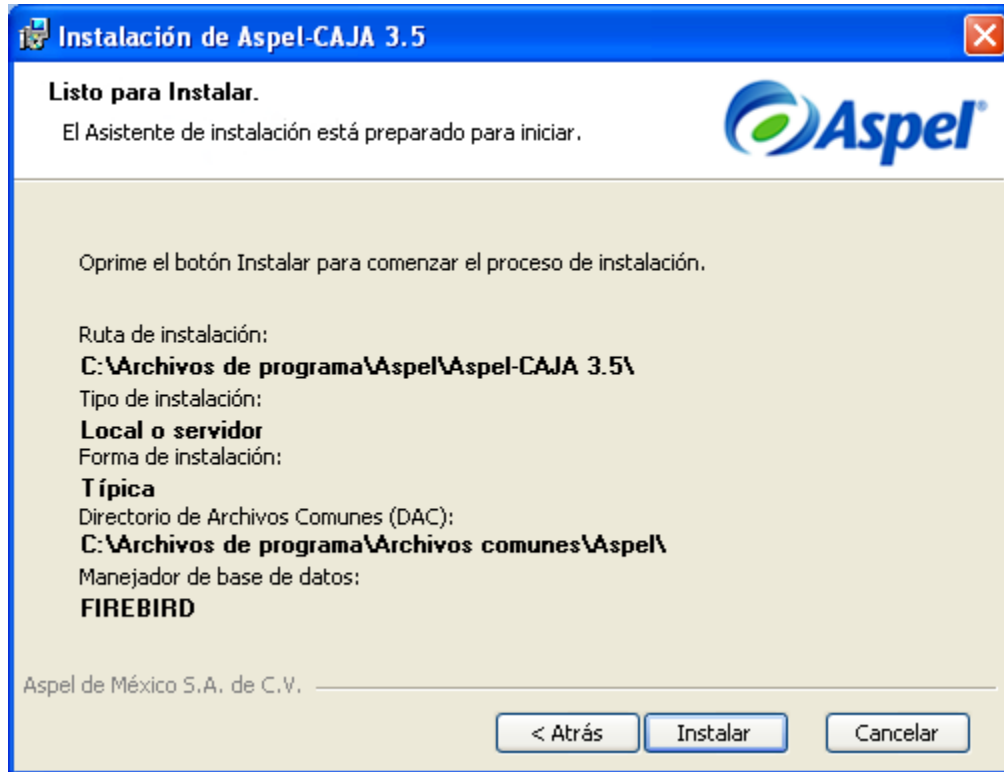 Instalación de Aspel-CAJA 3.5
Listo para Instalar.
El Asistente de instalación está preparado para iniciar.
Aspel®
Oprime el botón Instalar para comenzar el proceso de instalación.
Ruta de instalación:
C:\Archivos de programa\Aspel\Aspel-CAJA 3.5\
Tipo de instalación:
Local o servidor
Forma de instalación:
Típica
Directorio de Archivos Comunes (DAC):
C:\Archivos de programa\Archivos comunes\Aspel\
Manejador de base de datos:
FIREBIRD
Aspel de México S.A. de C.V.
< Atrás
Instalar
Cancelar